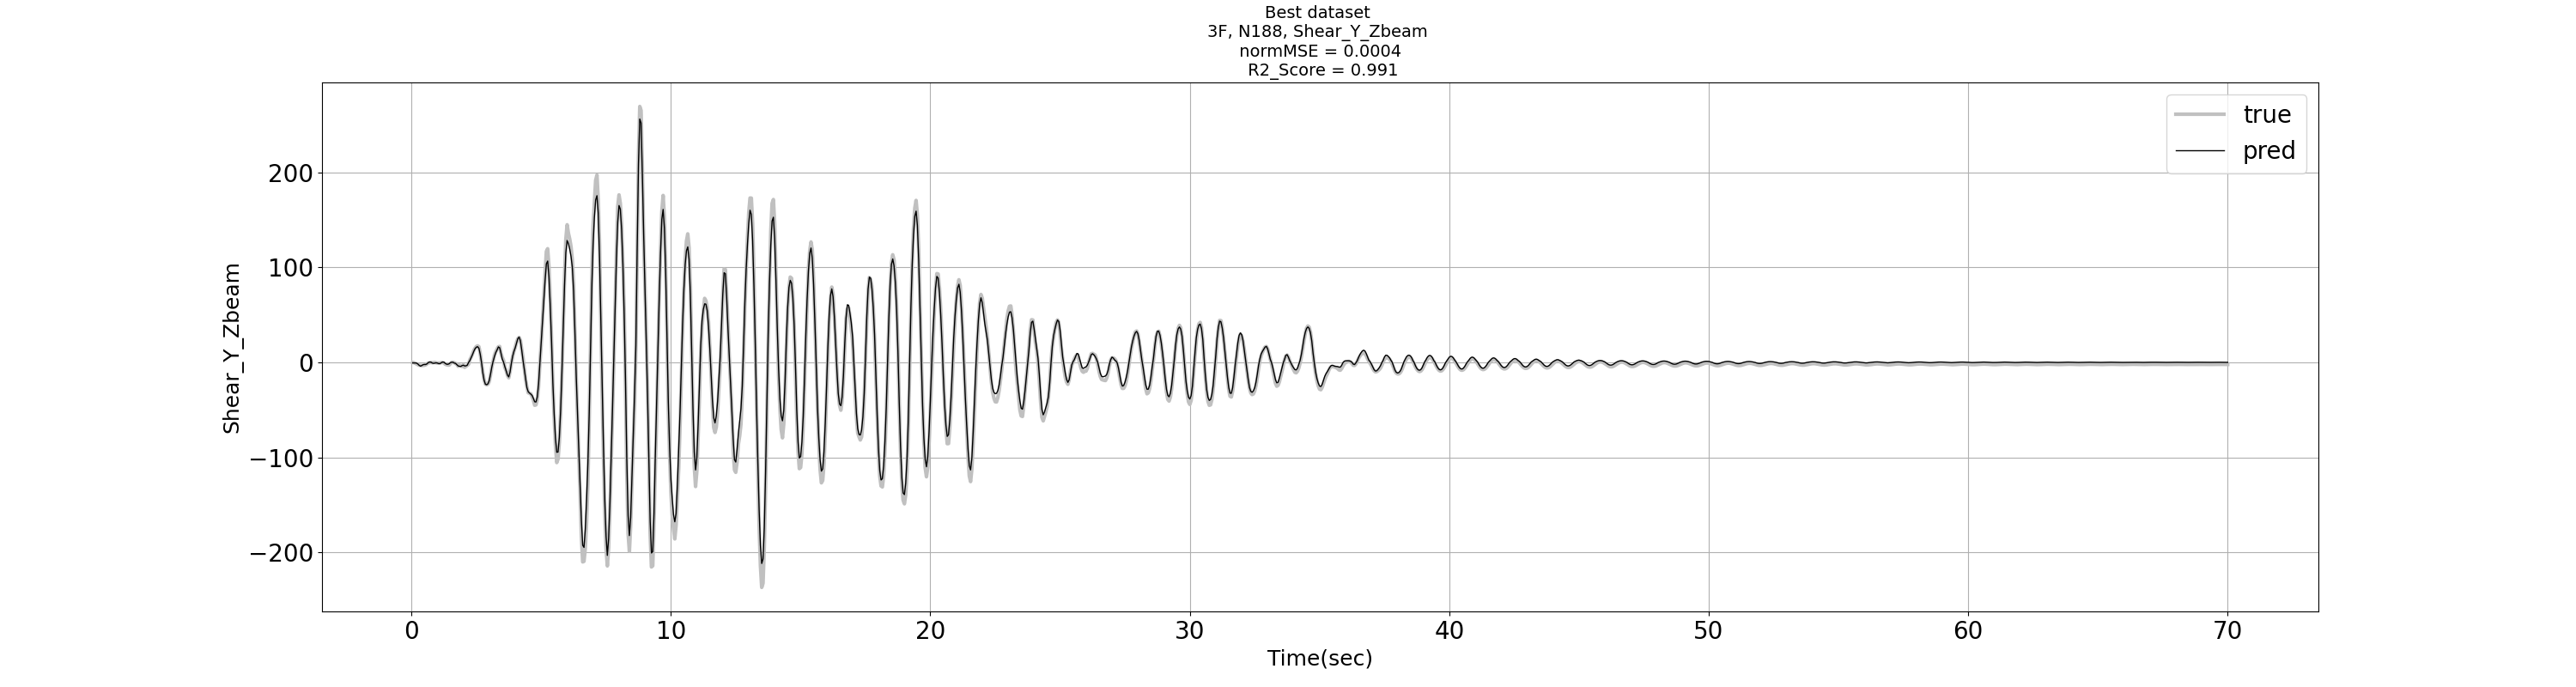 Best dataset
3F, N188, Shear_Y_Zbeam
normMSE = 0.0004
R2_Score = 0.991
true
pred
200
100
0
−100
−200
Shear_Y_Zbeam
0 10 20 30 40 50 60 70
Time(sec)